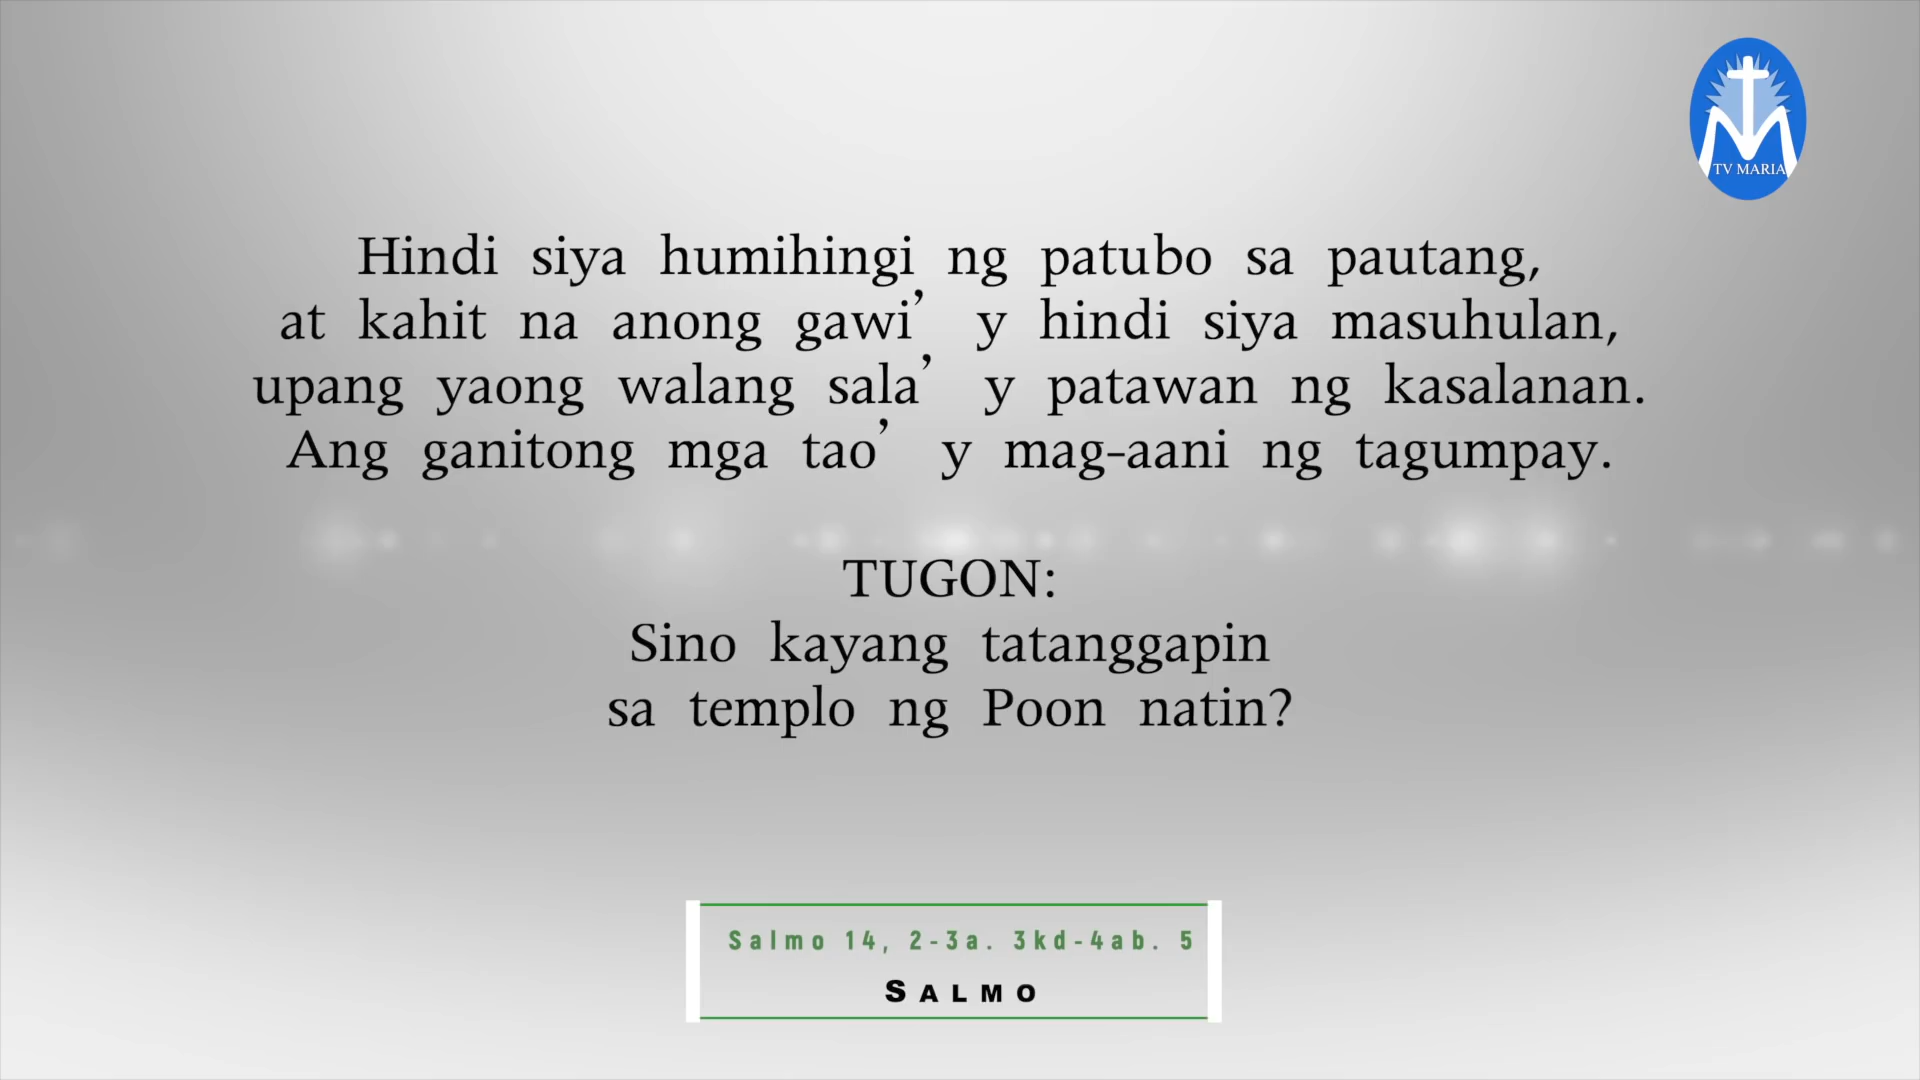 TV MARIA
Hindi siya humihingi ng patubo sa pautang,
at kahit na anong gawi’ y hindi siya masuhulan,
upang yaong walang sala’ y patawan ng kasalanan.
Ang ganitong mga tao’ y mag-aani ng tagumpay.
TUGON:
Sino kayang tatanggapin
sa templo ng Poon natin?
Salmo 14, 2-3a. 3kd-4ab. 5
SALMO